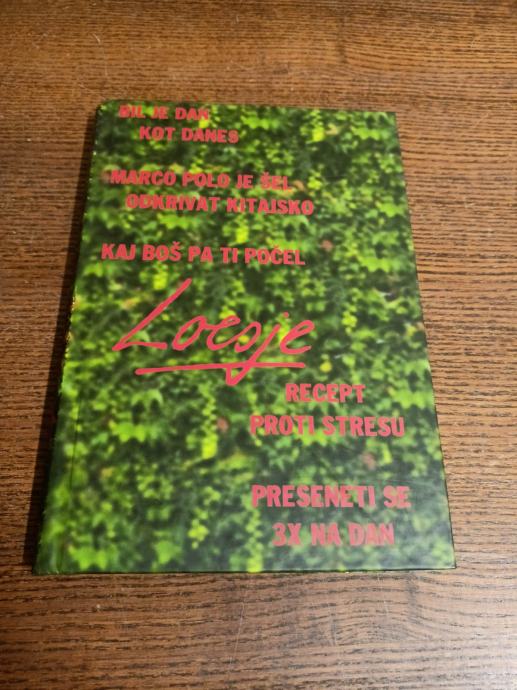 BIL JE DAN
KOT DANES
MARCO POLO JE ŠEL
ODKRIVAT KITAJSKO
KAJ BOŠ PA TI POČEL
Loesje
RECEPT
PROTI STRESU
PRESENETI SE
3X NA DAN